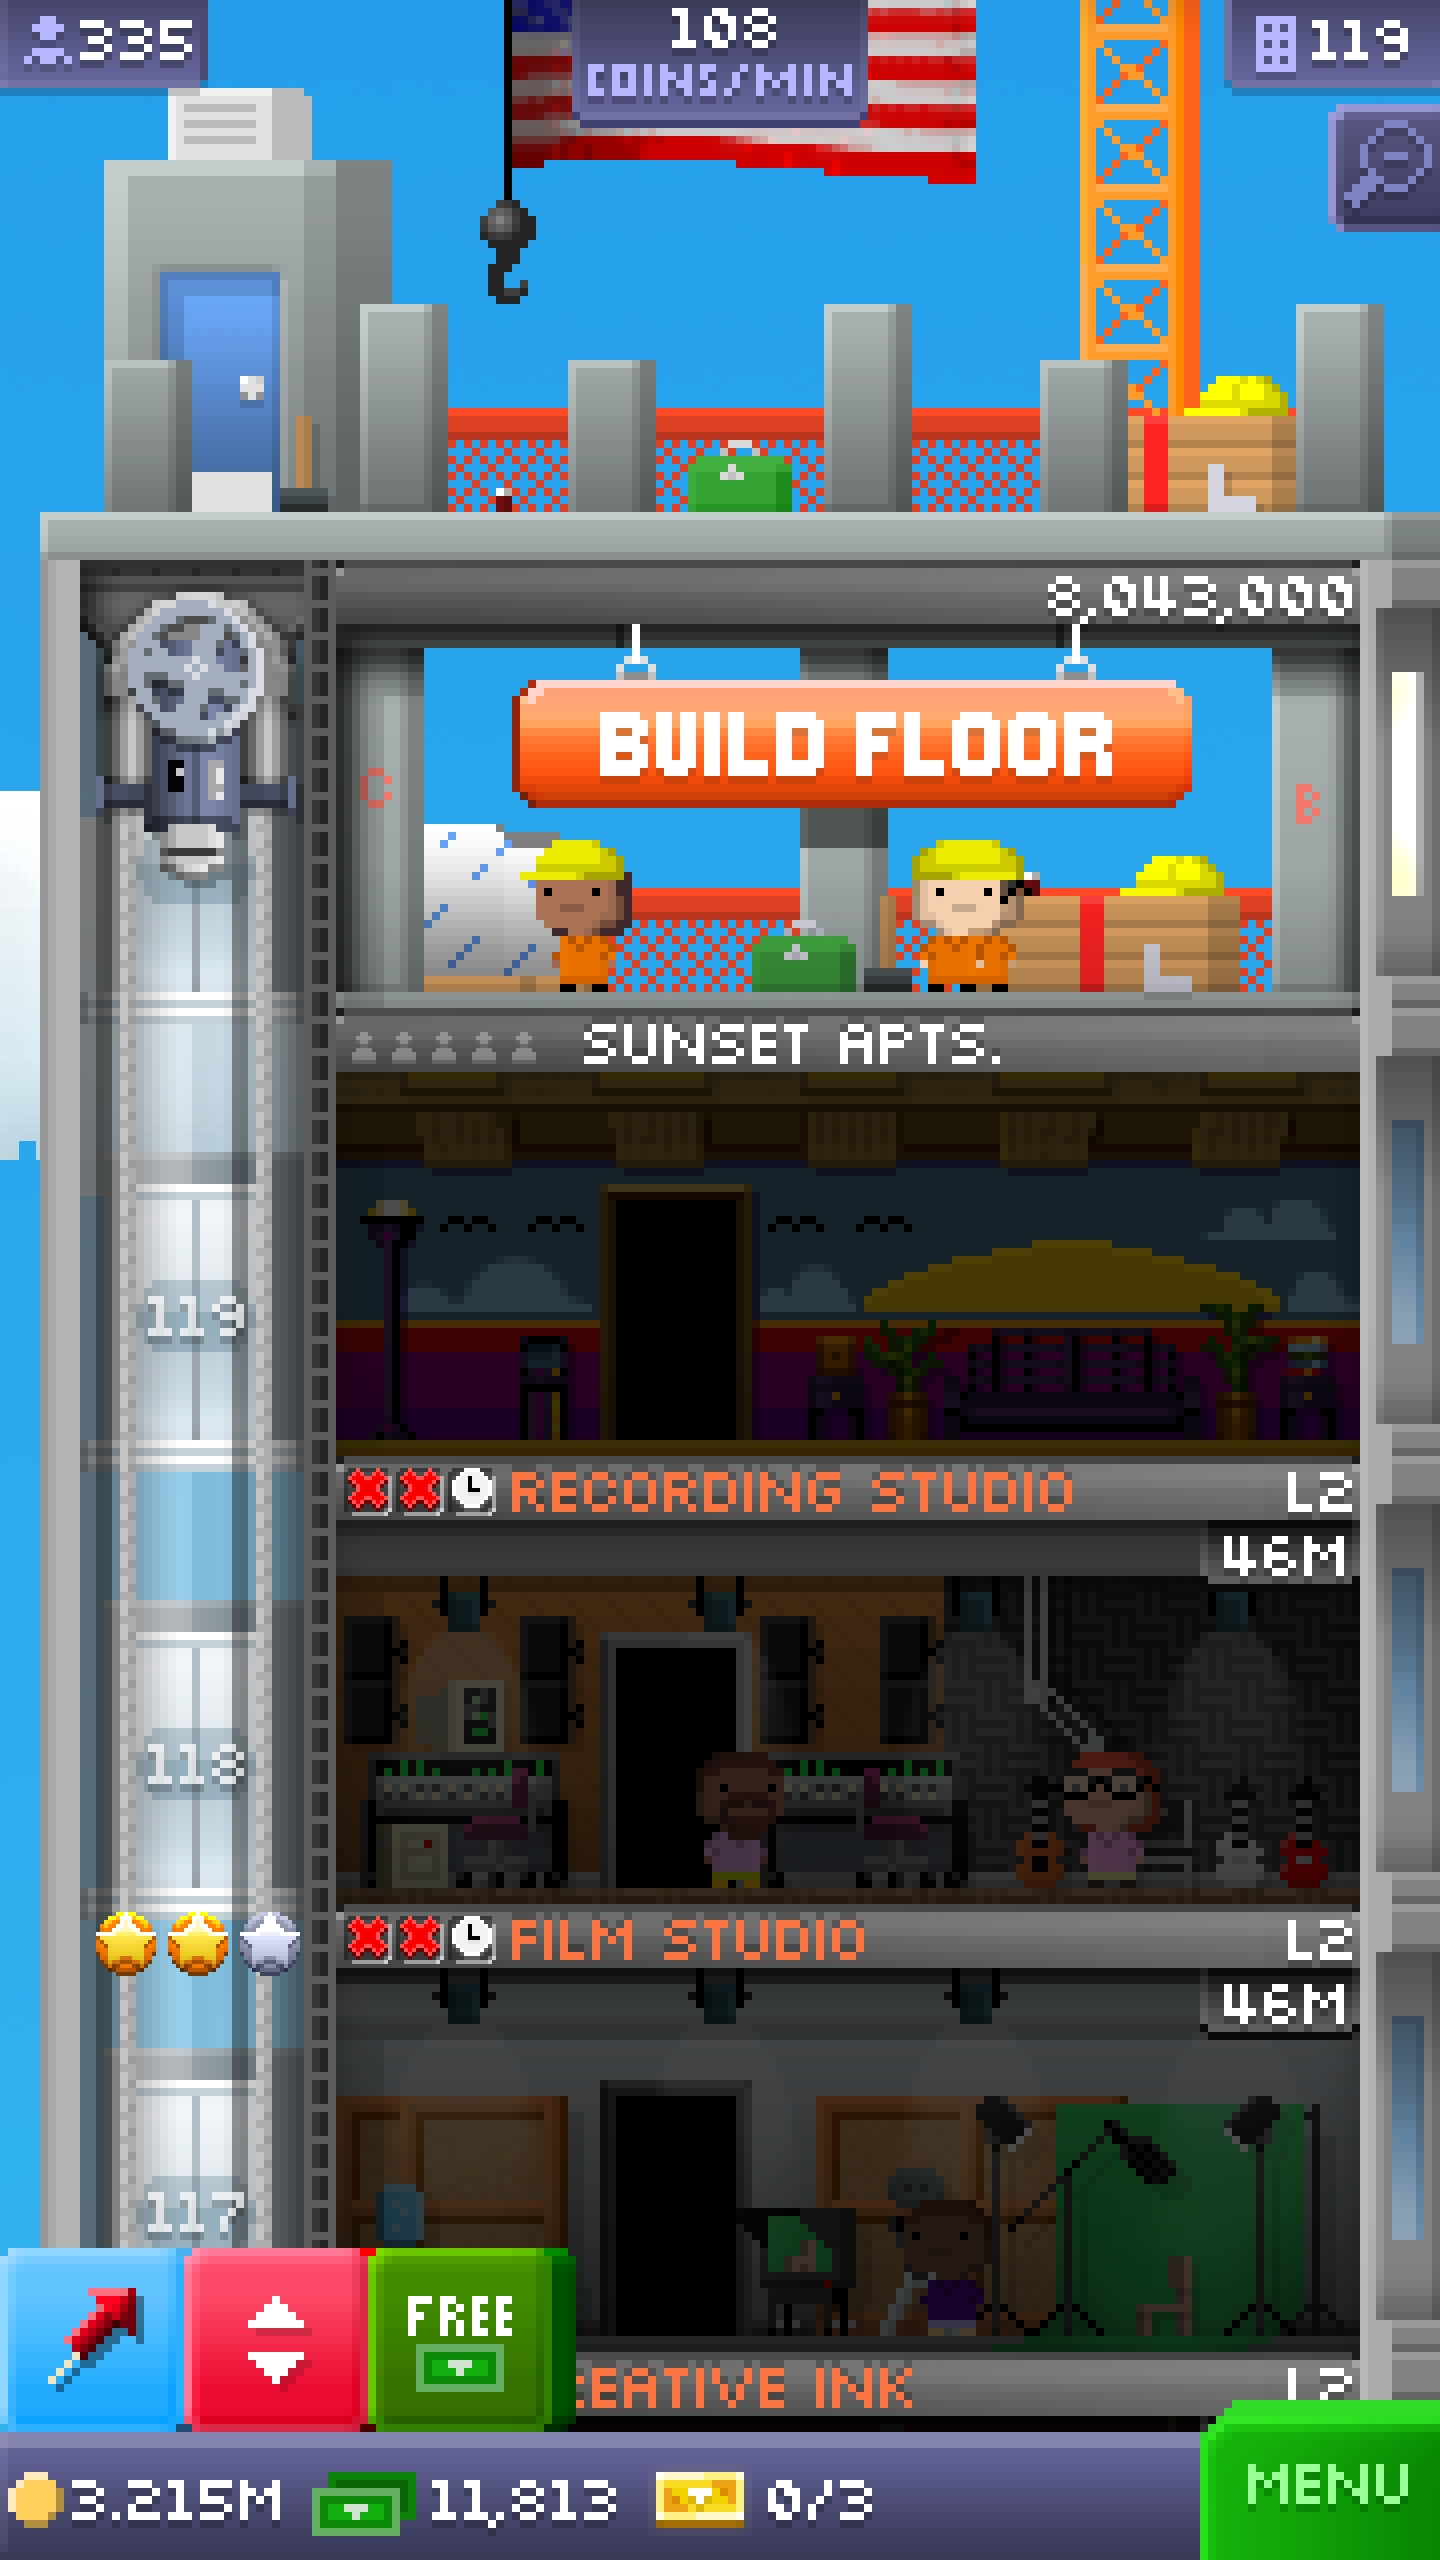 335
108
COINS/MIN
119
8,043,000
BUILD FLOOR
C
B
SUNSET APTS.
119
RECORDING STUDIO L2
46M
118
FILM STUDIO L2
46M
117
FREE
EATIVE INK L2
3.215M 11,813 0/3
MENU